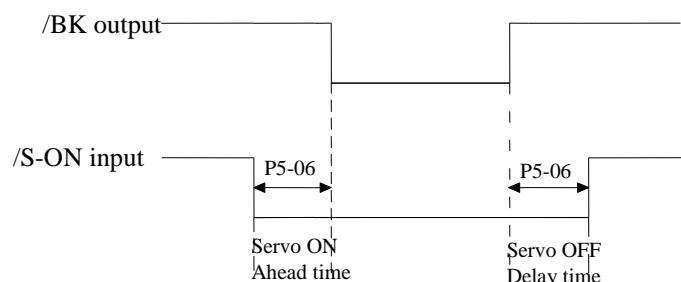 /BK output
/S-ON input
P5-06
P5-06
Servo ON
Ahead time
Servo OFF
Delay time